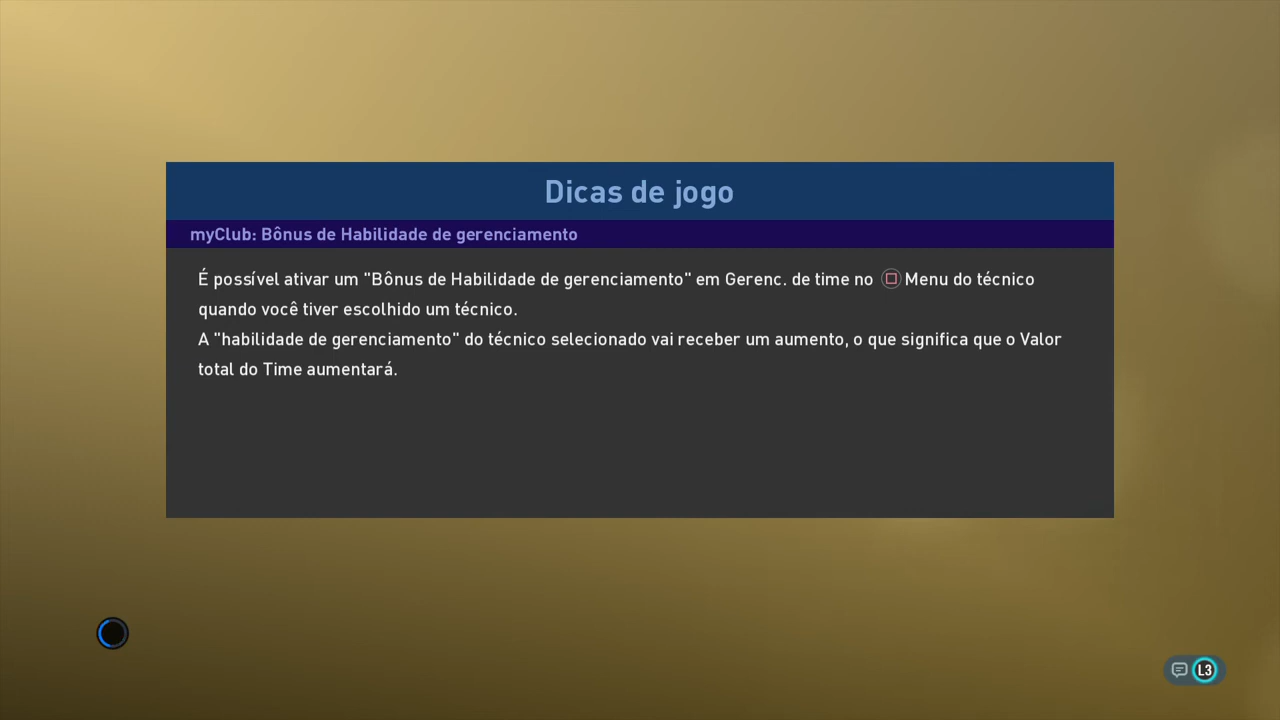 Dicas de jogo
myClub: Bônus de Habilidade de gerenciamento
É possível ativar um "Bônus de Habilidade de gerenciamento" em Gerenc. de time no Menu do técnico
quando você tiver escolhido um técnico.
A "habilidade de gerenciamento" do técnico selecionado vai receber um aumento, o que significa que o Valor
total do Time aumentará.
L3